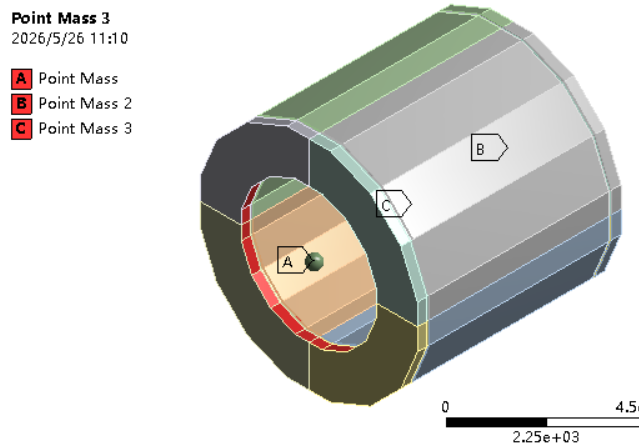 Point Mass 3
2026/5/26 11:10
A Point Mass
B Point Mass 2
C Point Mass 3
B
C
A
0
2.25e+03